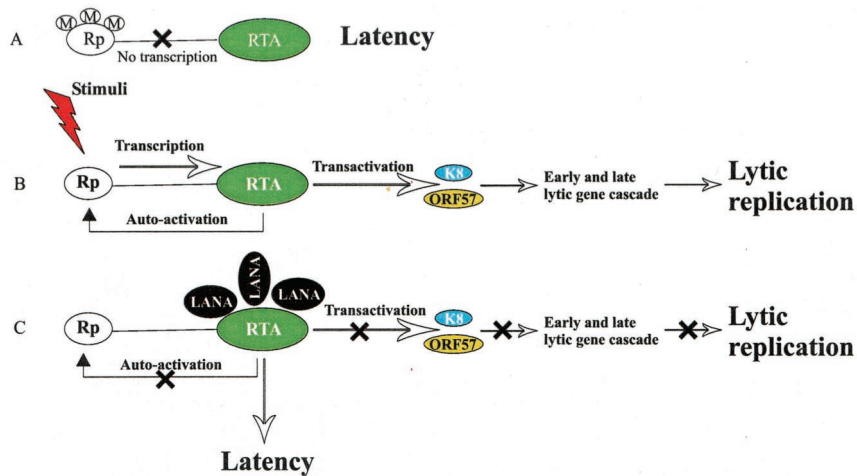 M M M
A Rp RTA Latency
No transcription
Stimuli
Transcription Transactivation
K8
B Rp RTA Early and late Lytic
ORF57 lytic gene cascade replication
Auto-activation
LANA
LANA LANA
Transactivation
K8
C Rp RTA Early and late Lytic
ORF57 lytic gene cascade replication
Auto-activation
Latency